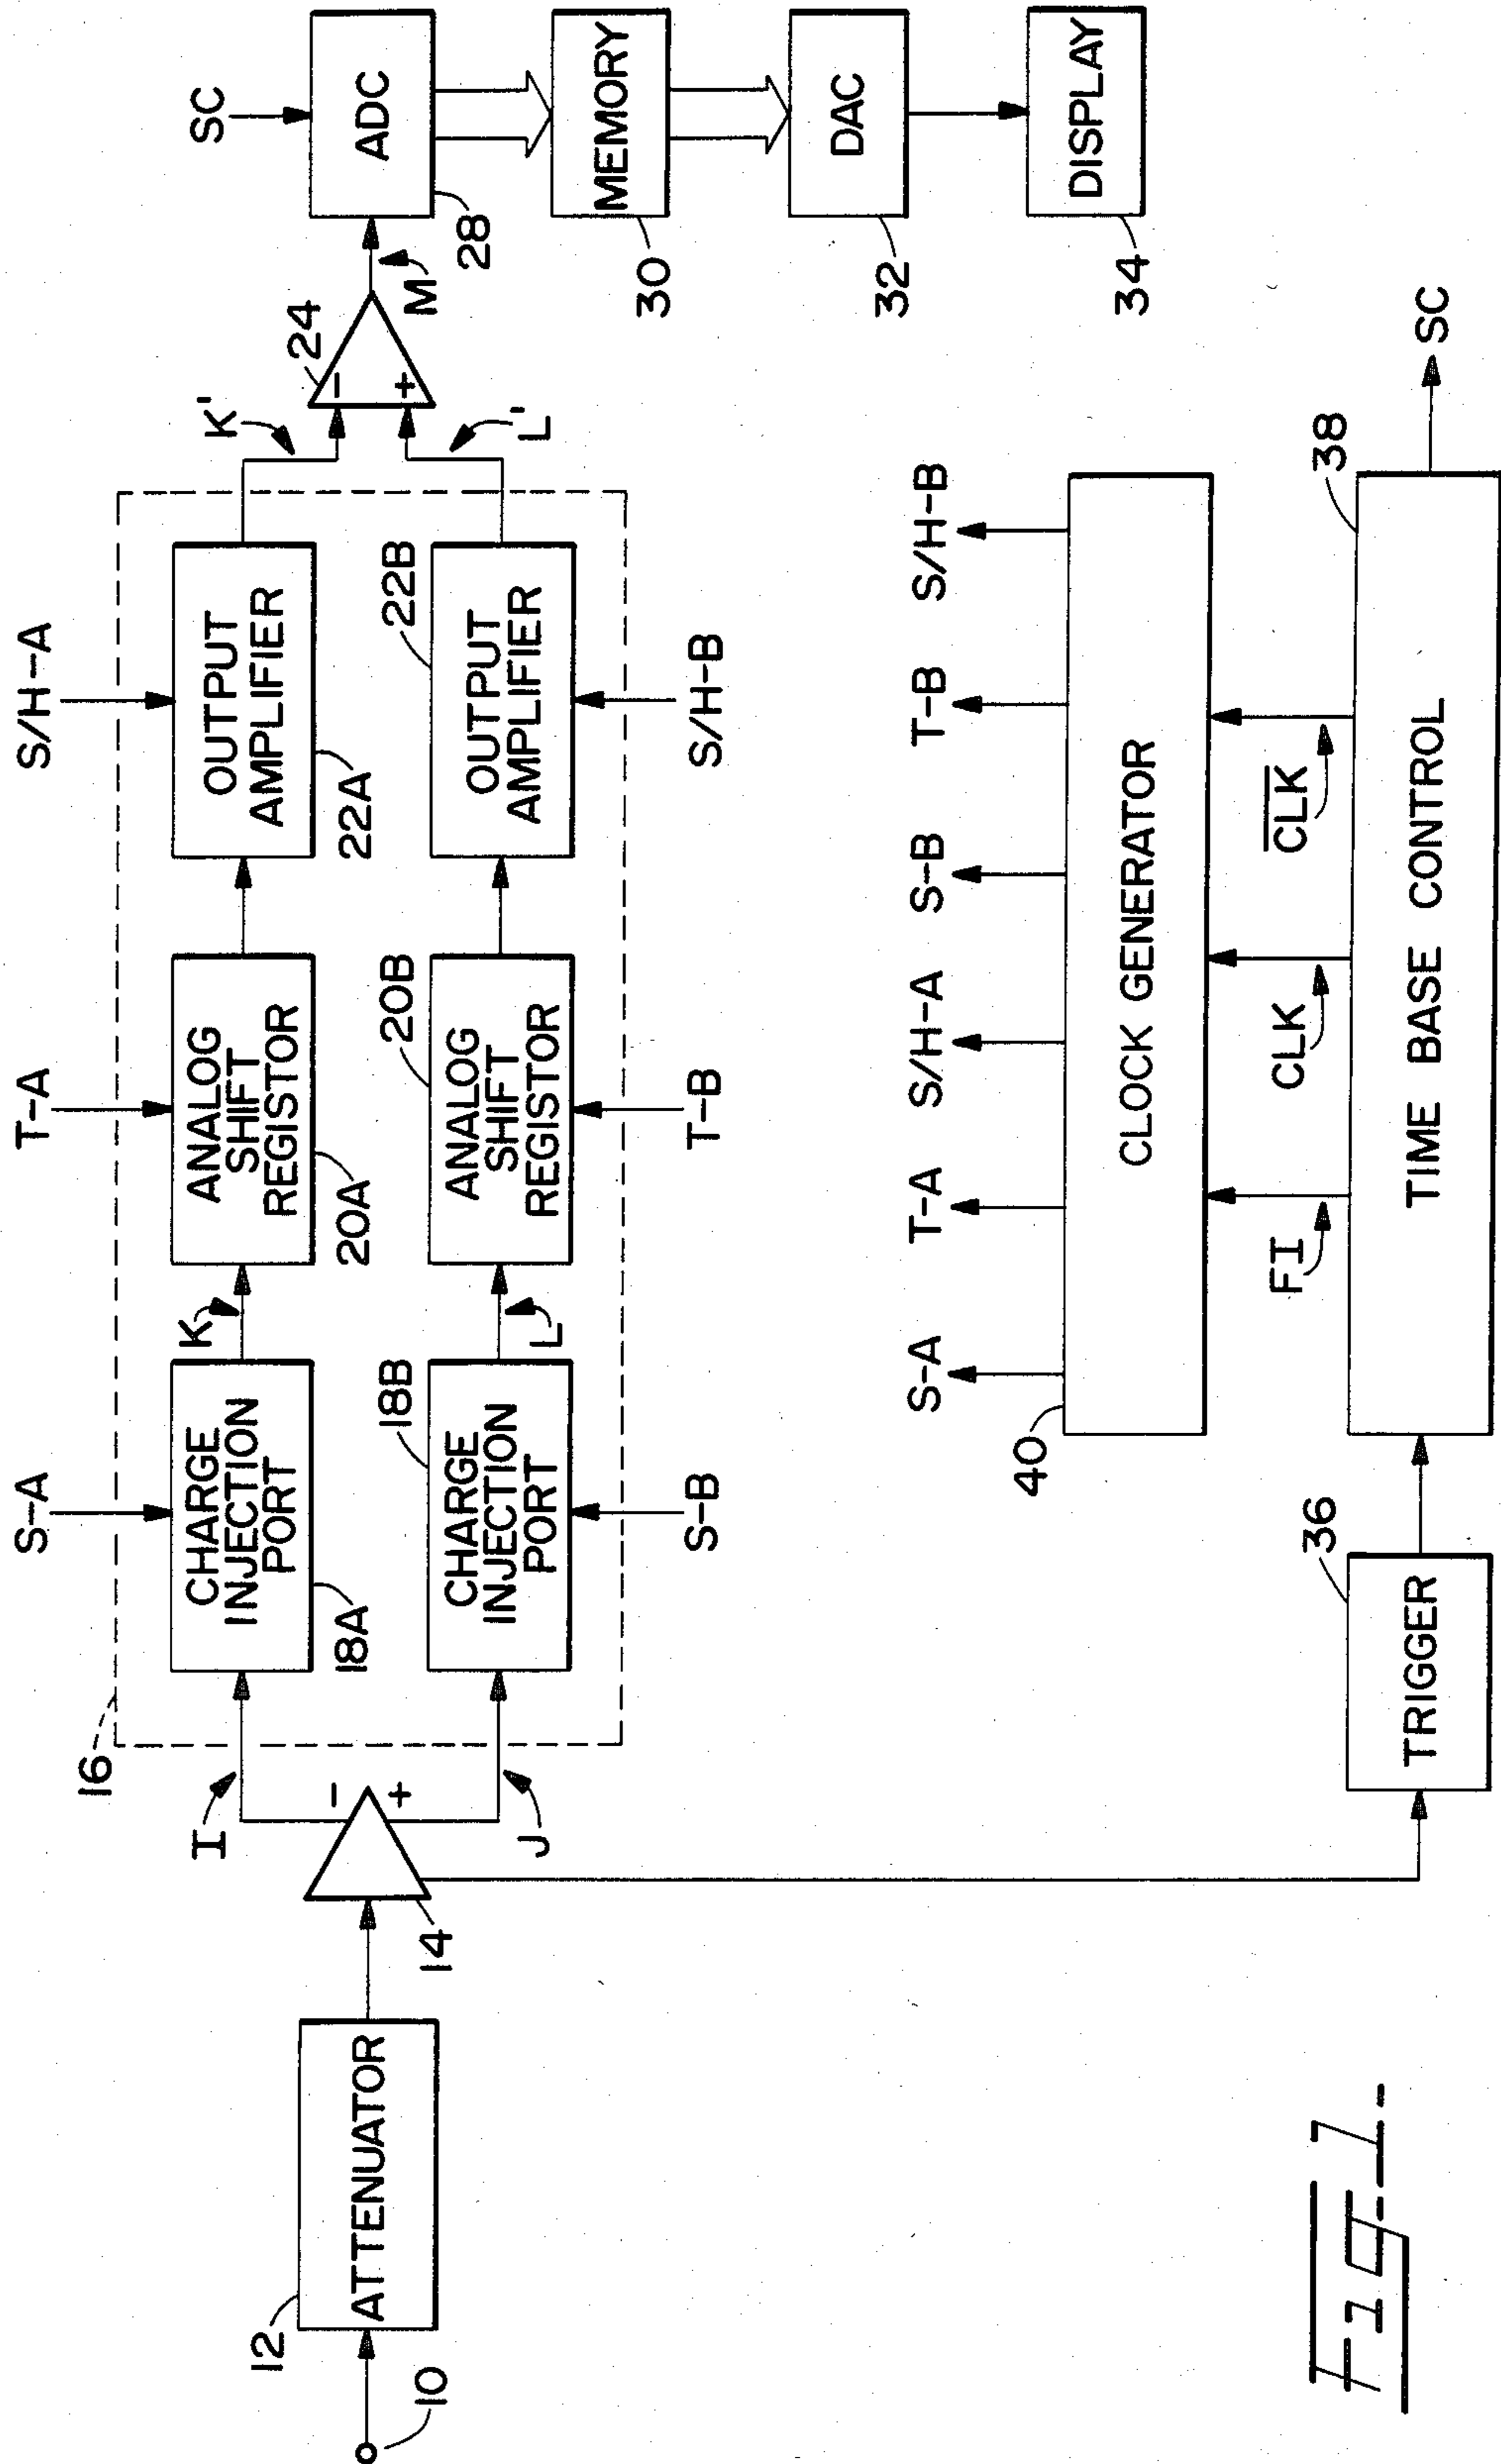 S-A
T-A
S/H-A
SC
16
I
K
K'
24
CHARGE
INJECTION
PORT
18A
ANALOG
SHIFT
REGISTOR
20A
OUTPUT
AMPLIFIER
22A
ADC
28
12
ATTENUATOR
10
14
-
+
-
+
M
MEMORY
30
J
18B
CHARGE
INJECTION
PORT
L
20B
ANALOG
SHIFT
REGISTOR
22B
OUTPUT
AMPLIFIER
L'
DAC
32
S-B
T-B
S/H-B
DISPLAY
34
S-A
T-A
S/H-A
S-B
T-B
S/H-B
40
CLOCK GENERATOR
FI
CLK
C̅L̅K̅
36
TRIGGER
38
TIME BASE CONTROL
SC
Fig-1-